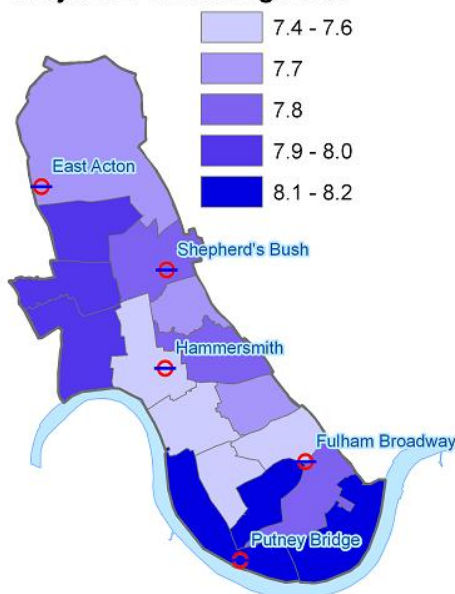 7.4 - 7.6
7.7
7.8
7.9 - 8.0
8.1 - 8.2
East Acton
Shepherd's Bush
Hammersmith
Fulham Broadway
Putney Bridge